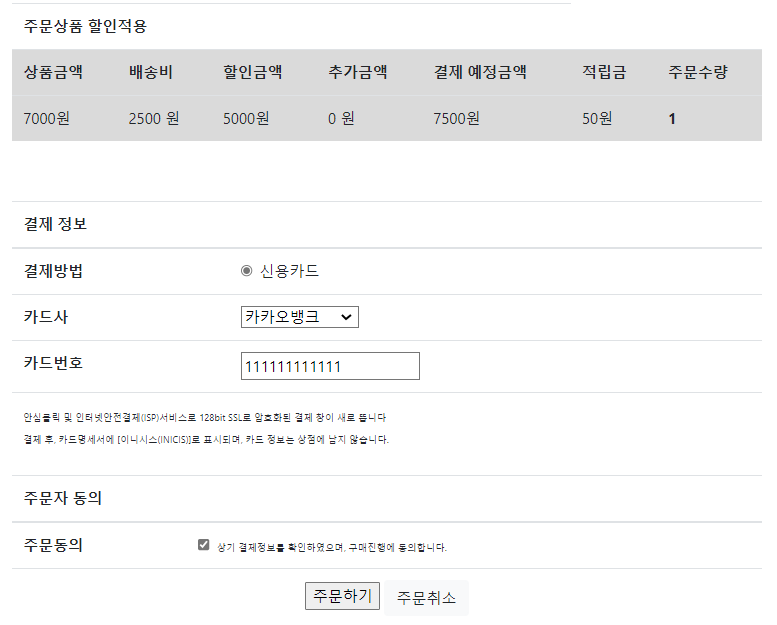 주문상품 할인적용
상품금액 배송비 할인금액 추가금액 결제 예정금액 적립금 주문수량
7000원 2500 원 5000원 0 원 7500원 50원 1
결제 정보
결제방법 신용카드
카드사 카카오뱅크
카드번호 111111111111
안심클릭 및 인터넷안전결제(ISP)서비스로 128bit SSL로 암호화된 결제 창이 새로 뜹니다
결제 후, 카드명세서에 [이니시스(INICIS)]로 표시되며, 카드 정보는 상점에 남지 않습니다.
주문자 동의
주문동의 상기 결제정보를 확인하였으며, 구매진행에 동의합니다.
주문하기 주문취소